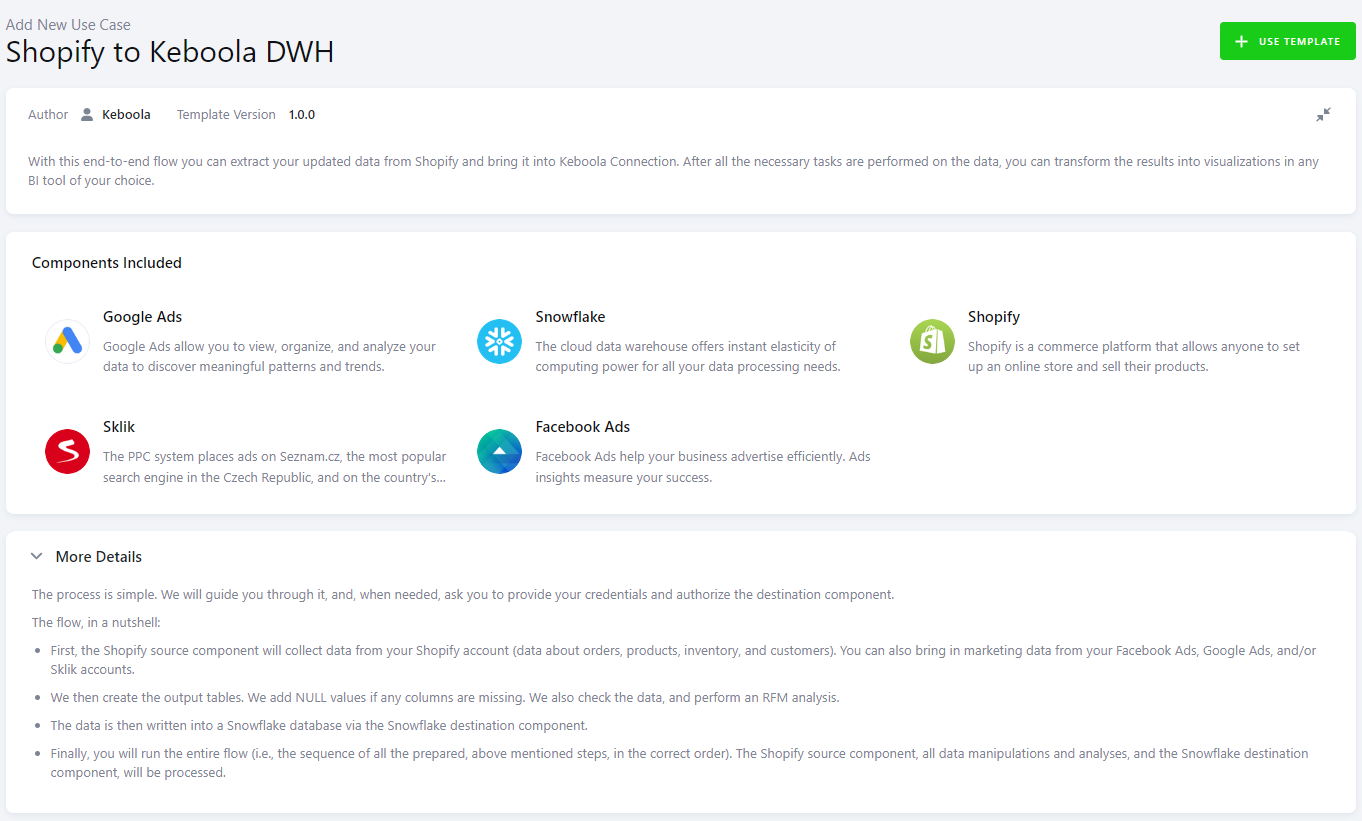 Add New Use Case
Shopify to Keboola DWH
USE TEMPLATE
Author Keboola Template Version 1.0.0
With this end-to-end flow you can extract your updated data from Shopify and bring it into Keboola Connection. After all the necessary tasks are performed on the data, you can transform the results into visualizations in any
BI tool of your choice.
Components Included
Google Ads
Google Ads allow you to view, organize, and analyze your
data to discover meaningful patterns and trends.
Snowflake
The cloud data warehouse offers instant elasticity of
computing power for all your data processing needs.
Shopify
Shopify is a commerce platform that allows anyone to set
up an online store and sell their products.
Sklik
The PPC system places ads on Seznam.cz, the most popular
search engine in the Czech Republic, and on the country's...
Facebook Ads
Facebook Ads help your business advertise efficiently. Ads
insights measure your success.
More Details
The process is simple. We will guide you through it, and, when needed, ask you to provide your credentials and authorize the destination component.
The flow, in a nutshell:
• First, the Shopify source component will collect data from your Shopify account (data about orders, products, inventory, and customers). You can also bring in marketing data from your Facebook Ads, Google Ads, and/or
Sklik accounts.
• We then create the output tables. We add NULL values if any columns are missing. We also check the data, and perform an RFM analysis.
• The data is then written into a Snowflake database via the Snowflake destination component.
• Finally, you will run the entire flow (i.e., the sequence of all the prepared, above mentioned steps, in the correct order). The Shopify source component, all data manipulations and analyses, and the Snowflake destination
component, will be processed.